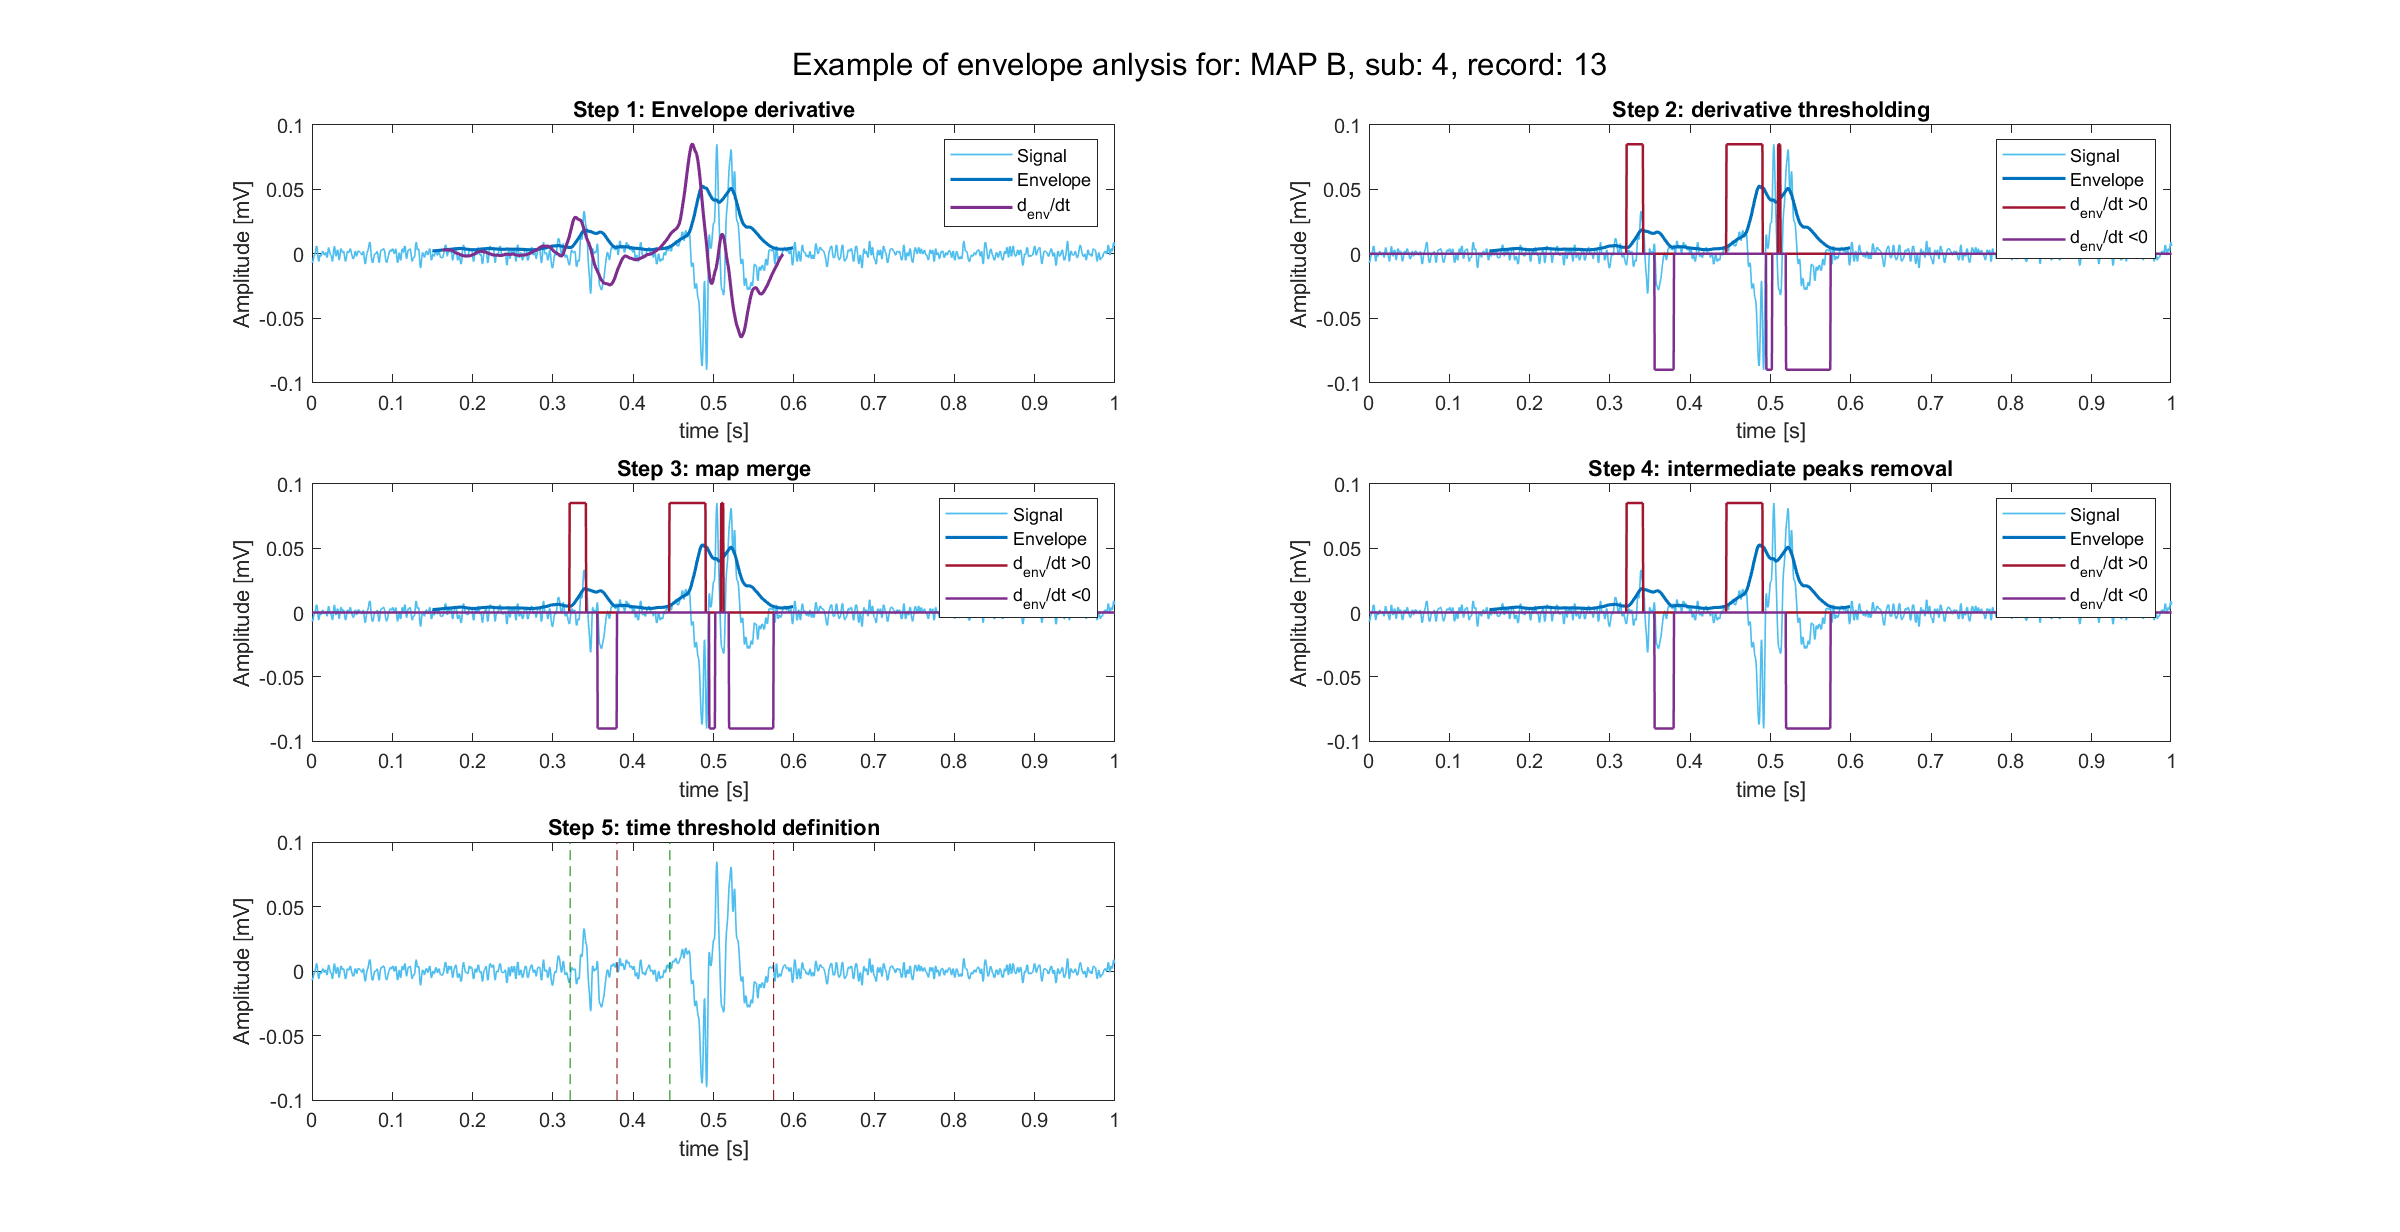 Example of envelope anlysis for: MAP B, sub: 4, record: 13
Step 1: Envelope derivative
Amplitude [mV]
0.1
0.05
0
-0.05
-0.1
Signal
Envelope
d_env/dt
0 0.1 0.2 0.3 0.4 0.5 0.6 0.7 0.8 0.9 1
time [s]
Step 2: derivative thresholding
Amplitude [mV]
0.1
0.05
0
-0.05
-0.1
Signal
Envelope
d_env/dt >0
d_env/dt <0
0 0.1 0.2 0.3 0.4 0.5 0.6 0.7 0.8 0.9 1
time [s]
Step 3: map merge
Amplitude [mV]
0.1
0.05
0
-0.05
-0.1
Signal
Envelope
d_env/dt >0
d_env/dt <0
0 0.1 0.2 0.3 0.4 0.5 0.6 0.7 0.8 0.9 1
time [s]
Step 4: intermediate peaks removal
Amplitude [mV]
0.1
0.05
0
-0.05
-0.1
Signal
Envelope
d_env/dt >0
d_env/dt <0
0 0.1 0.2 0.3 0.4 0.5 0.6 0.7 0.8 0.9 1
time [s]
Step 5: time threshold definition
Amplitude [mV]
0.1
0.05
0
-0.05
-0.1
0 0.1 0.2 0.3 0.4 0.5 0.6 0.7 0.8 0.9 1
time [s]